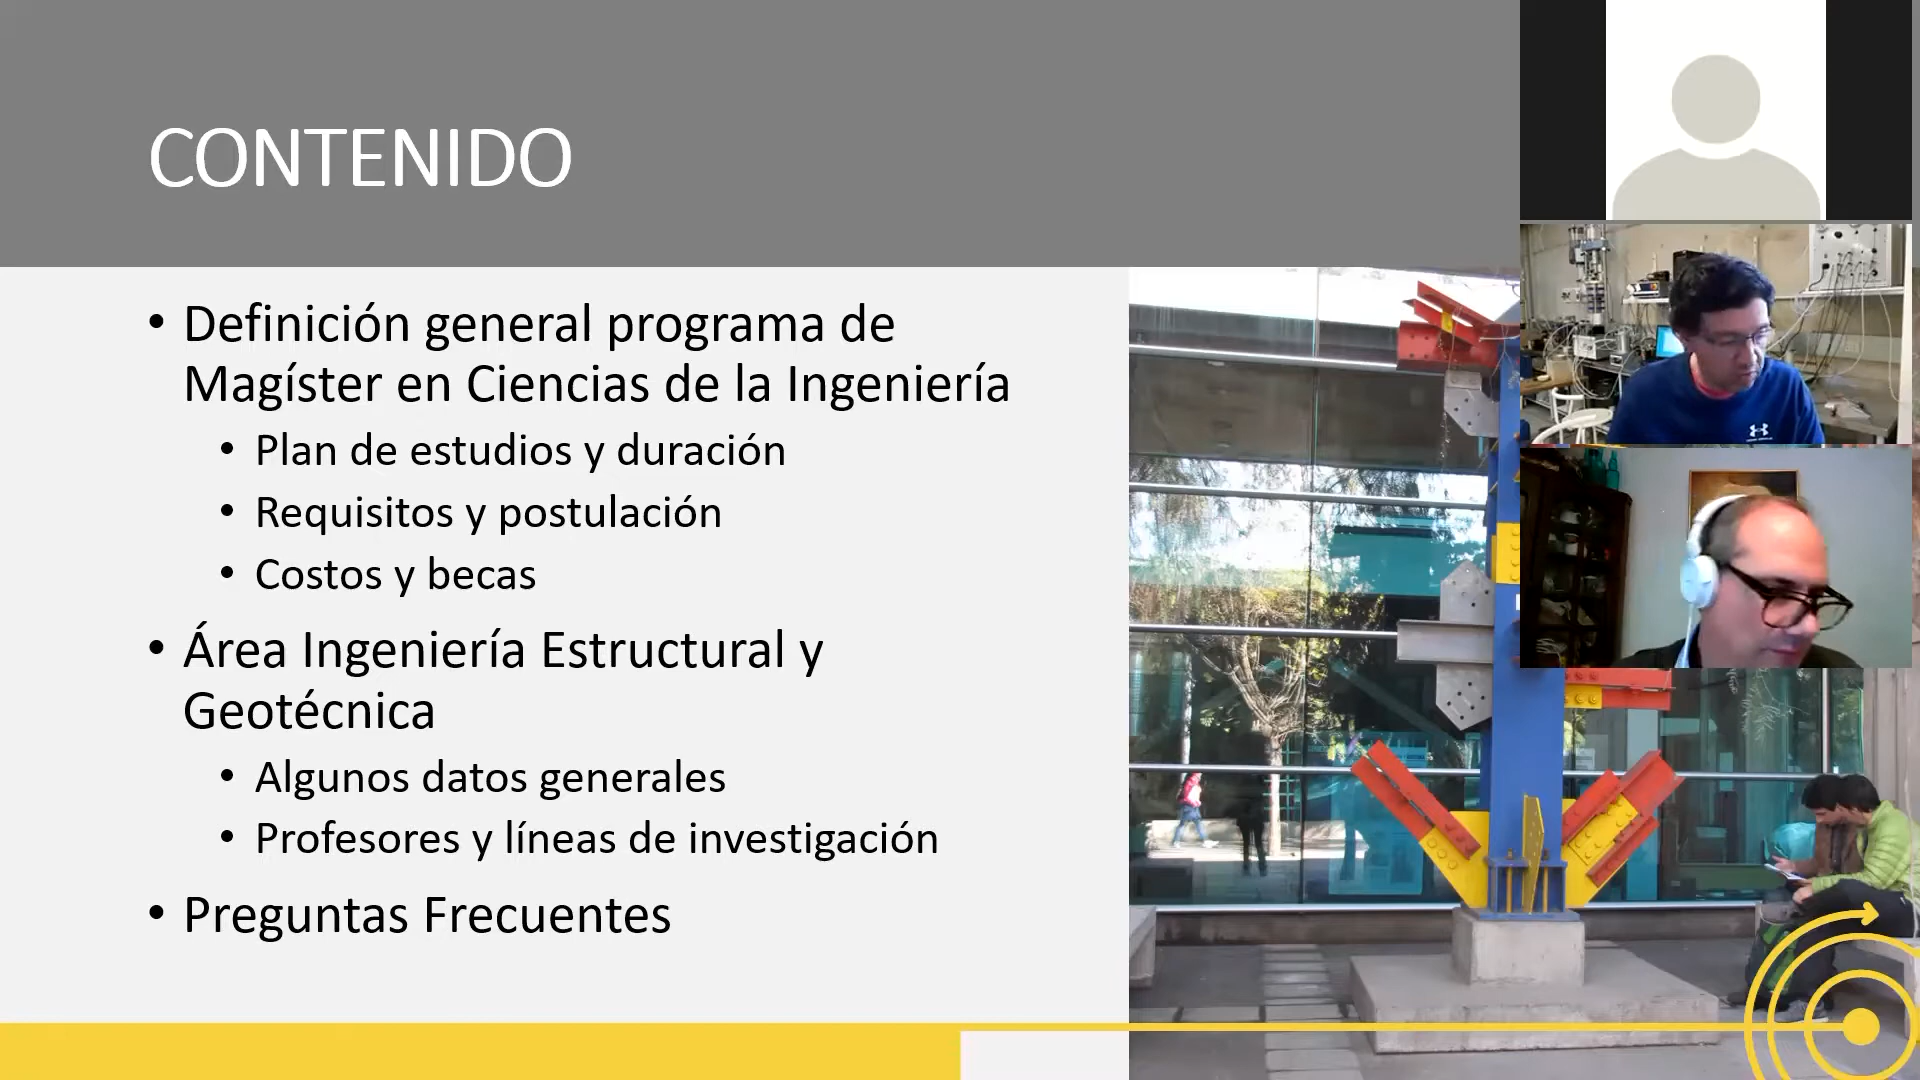 CONTENIDO
• Definición general programa de
Magíster en Ciencias de la Ingeniería
• Plan de estudios y duración
• Requisitos y postulación
• Costos y becas
• Área Ingeniería Estructural y
Geotécnica
• Algunos datos generales
• Profesores y líneas de investigación
• Preguntas Frecuentes